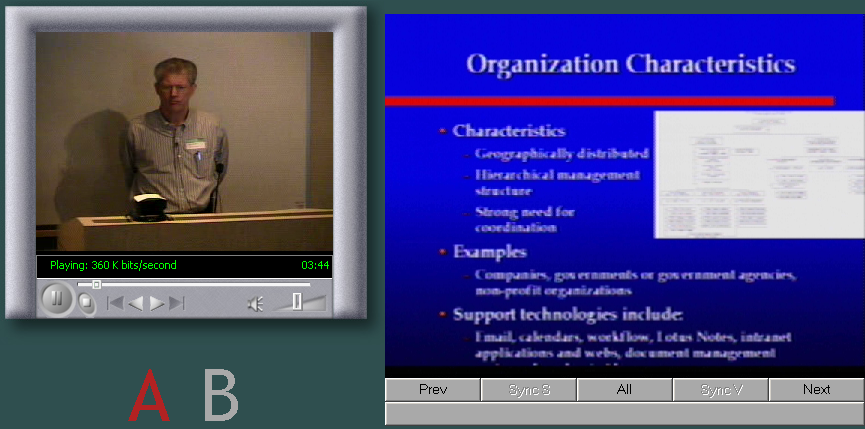 Organization Characteristics
Characteristics
Geographically distributed
Hierarchical management
structure
Strong need for
coordination
Examples
Companies, governments or government agencies,
non-profit organizations
Support technologies include:
Email, calendars, workflow, Lotus Notes, intranet
applications and webs, document management
Playing: 360 K bits/second 03:44
A B
Prev Sync S All Sync V Next